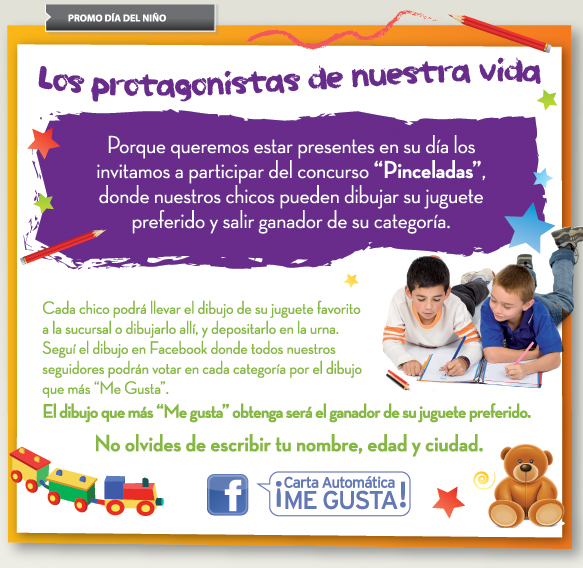 PROMO DÍA DEL NIÑO
Los protagonistas de nuestra vida
Porque queremos estar presentes en su día los
invitamos a participar del concurso “Pinceladas”,
donde nuestros chicos pueden dibujar su juguete
preferido y salir ganador de su categoría.
Cada chico podrá llevar el dibujo de su juguete favorito
a la sucursal o dibujarlo allí, y depositarlo en la urna.
Seguí el dibujo en Facebook donde todos nuestros
seguidores podrán votar en cada categoría por el dibujo
que más “Me Gusta”.
El dibujo que más “Me gusta” obtenga será el ganador de su juguete preferido.
No olvides de escribir tu nombre, edad y ciudad.
f
Carta Automática
¡ME GUSTA!